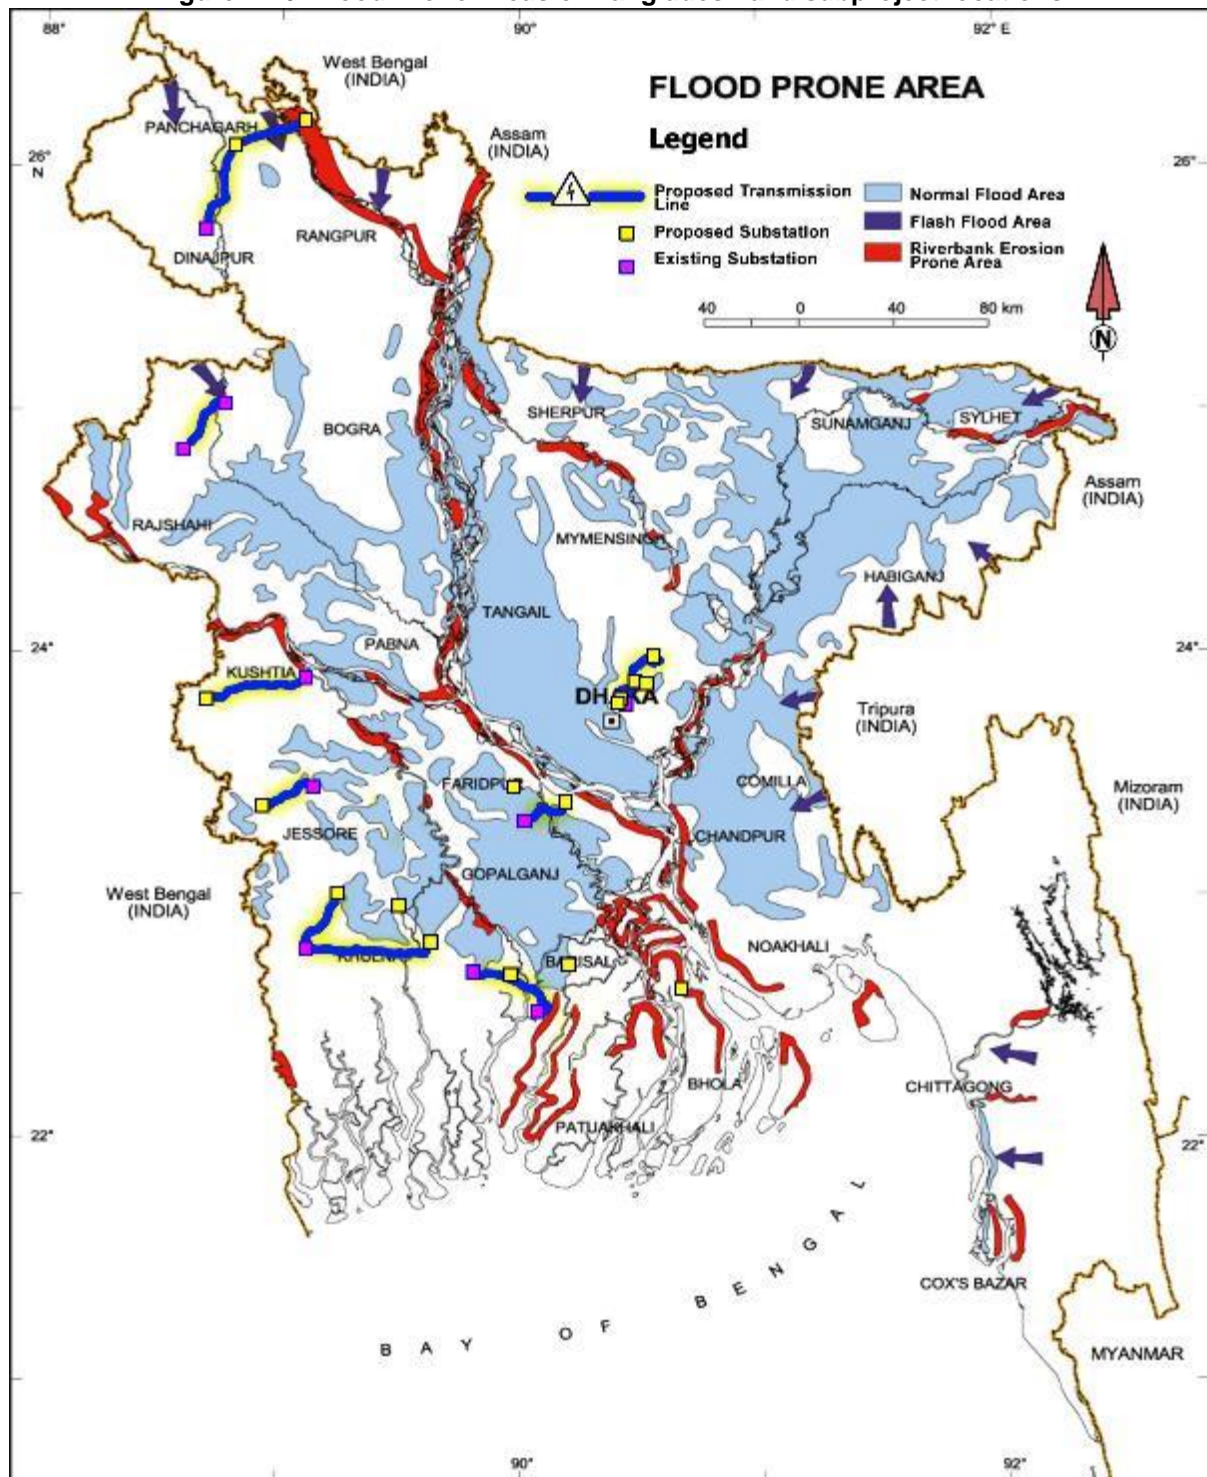 88°
90°
92° E
West Bengal
(INDIA)
FLOOD PRONE AREA
Legend
Assam
(INDIA)
PANCHAGARH
26°
N
26°
Proposed Transmission
Line
Proposed Substation
Existing Substation
Normal Flood Area
Flash Flood Area
Riverbank Erosion
Prone Area
RANGPUR
DINAJPUR
40 0 40 80 km
N
SHERPUR
BOGRA
SUNAMGANJ
SYLHET
Assam
(INDIA)
RAJSHAHI
MYMENSINGH
HABIGANJ
TANGAIL
PABNA
24°
24°
KUSHTIA
DHAKA
Tripura
(INDIA)
COMILLA
FARIDPUR
Mizoram
(INDIA)
JESSORE
CHANDPUR
GOPALGANJ
West Bengal
(INDIA)
NOAKHALI
KHULNA
BARISAL
BHOLA
CHITTAGONG
PATUAKHALI
22°
22°
COX'S BAZAR
BAY OF BENGAL
MYANMAR
90°
92°